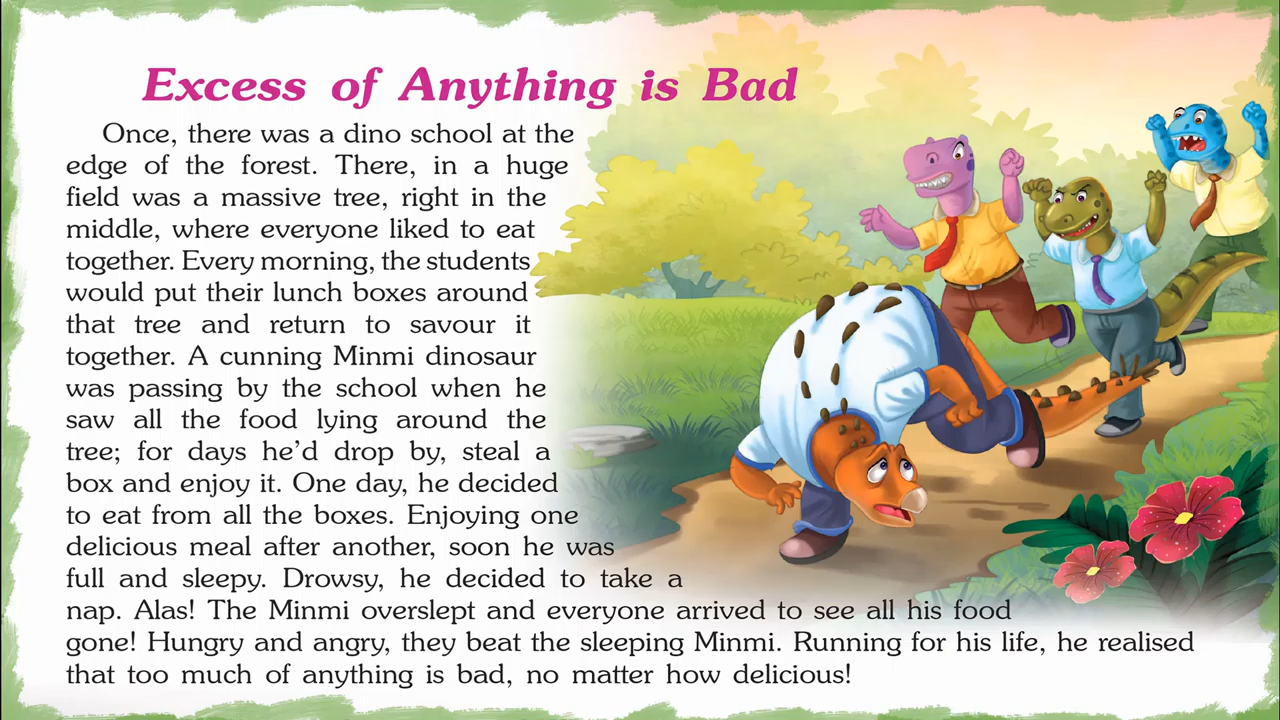 Excess of Anything is Bad
Once, there was a dino school at the
edge of the forest. There, in a huge
field was a massive tree, right in the
middle, where everyone liked to eat
together. Every morning, the students
would put their lunch boxes around
that tree and return to savour it
together. A cunning Minmi dinosaur
was passing by the school when he
saw all the food lying around the
tree; for days he'd drop by, steal a
box and enjoy it. One day, he decided
to eat from all the boxes. Enjoying one
delicious meal after another, soon he was
full and sleepy. Drowsy, he decided to take a
nap. Alas! The Minmi overslept and everyone arrived to see all his food
gone! Hungry and angry, they beat the sleeping Minmi. Running for his life, he realised
that too much of anything is bad, no matter how delicious!